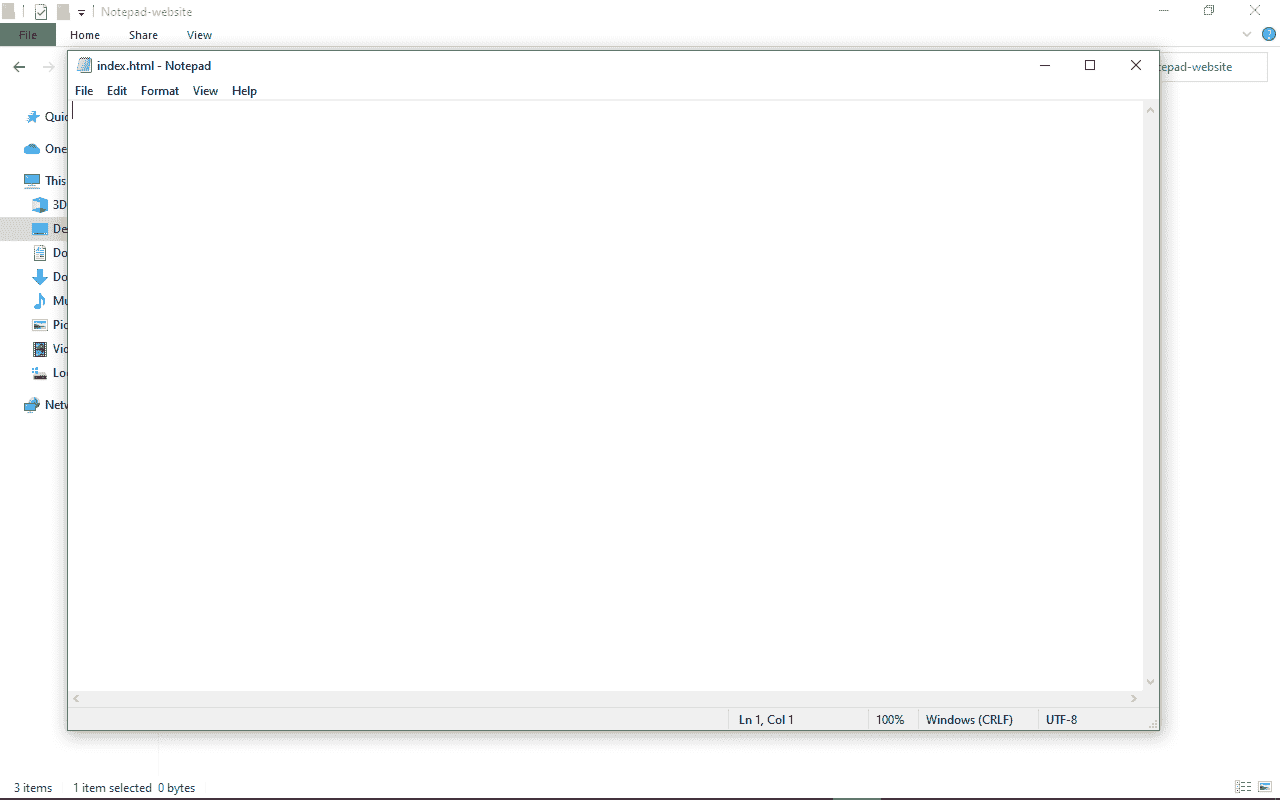 Notepad-website
File Home Share View
index.html - Notepad
tepad-website
File Edit Format View Help
Quic
One
This
3D
De
Do
Do
Mu
Pic
Vic
Lo
Netw
Ln 1, Col 1 100% Windows (CRLF) UTF-8
3 items 1 item selected 0 bytes